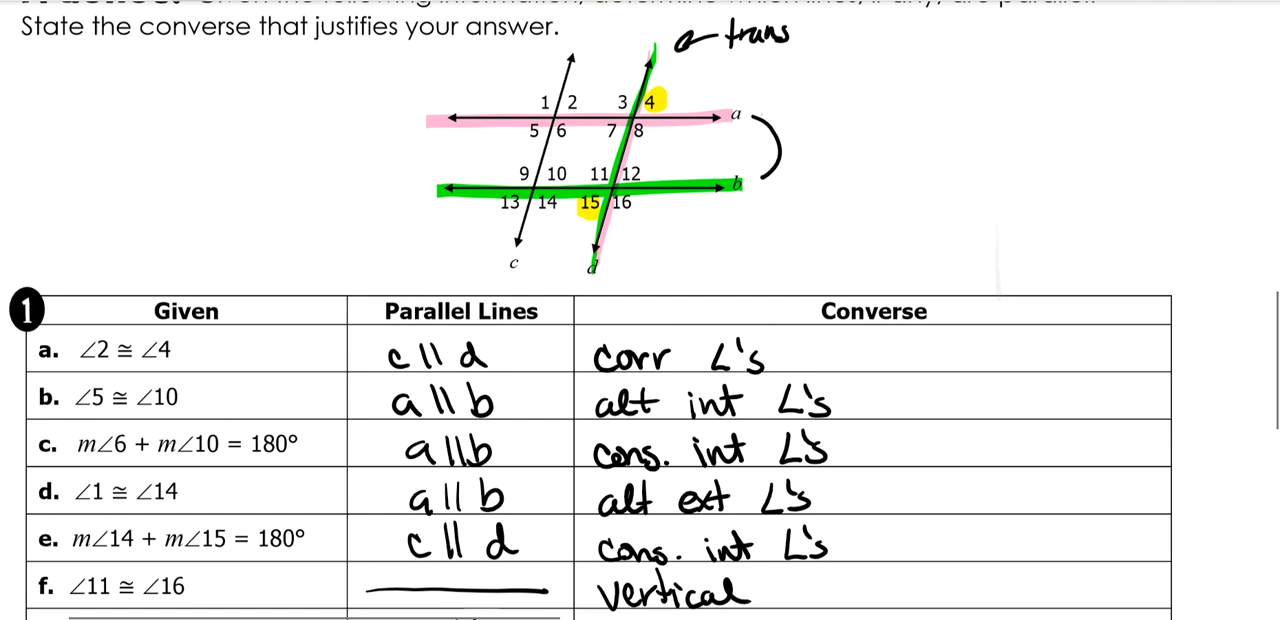 State the converse that justifies your answer.
trans
1 2 3 4
a
5 6 7 8
9 10 11 12
b
13 14 15 16
c d
1
Given Parallel Lines Converse
a. ∠2 ≅ ∠4 c || d corr ∠'s
b. ∠5 ≅ ∠10 a || b alt int ∠'s
c. m∠6 + m∠10 = 180° a || b cons. int ∠'s
d. ∠1 ≅ ∠14 a || b alt ext ∠'s
e. m∠14 + m∠15 = 180° c || d cons. int ∠'s
f. ∠11 ≅ ∠16 vertical